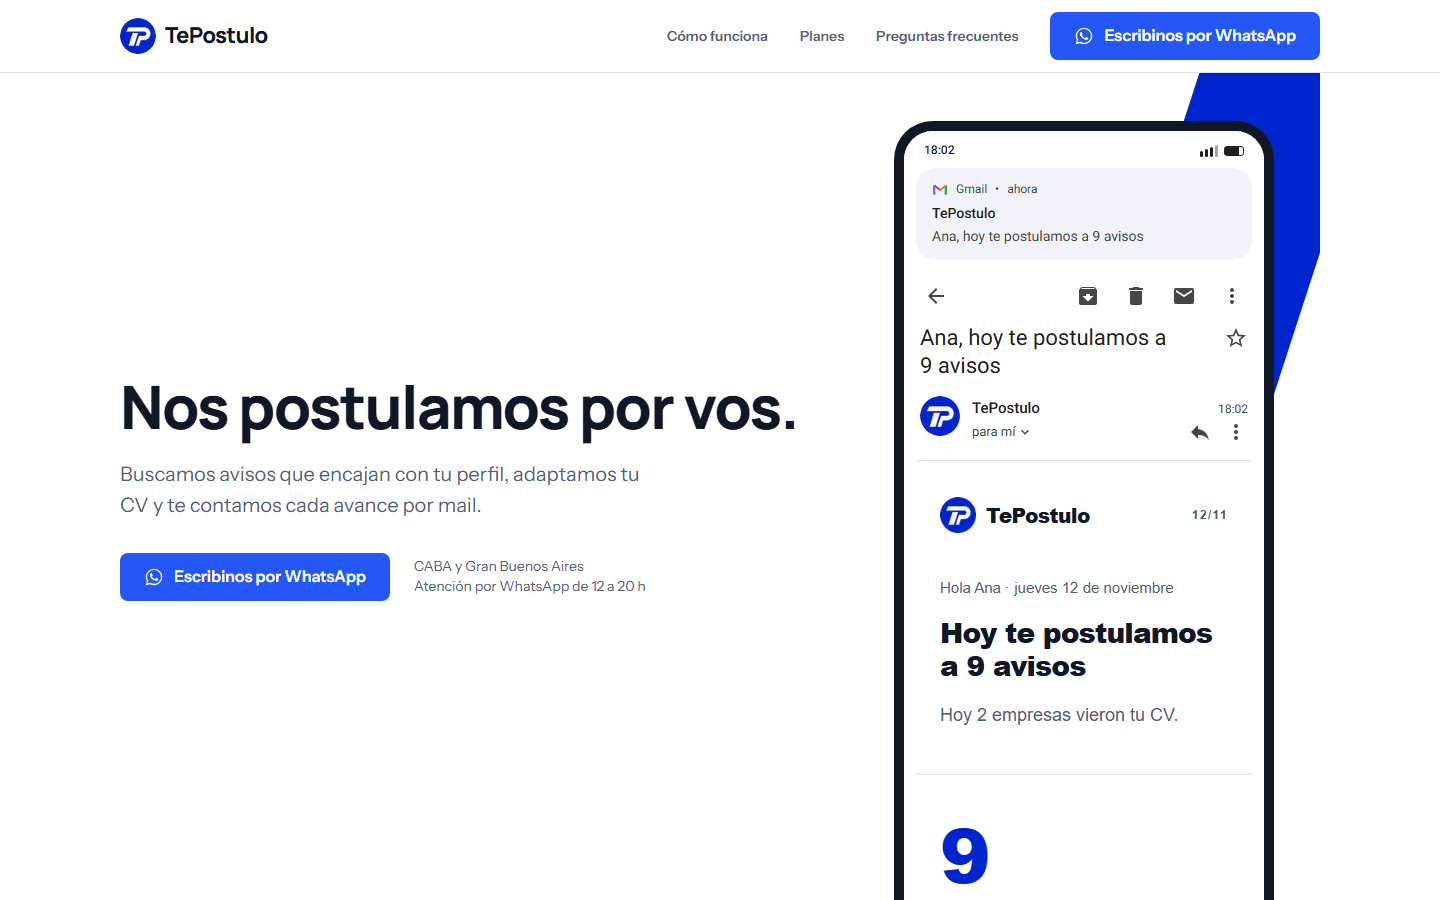 TePostulo
Cómo funciona
Planes
Preguntas frecuentes
Escribinos por WhatsApp
Nos postulamos por vos.
Buscamos avisos que encajan con tu perfil, adaptamos tu
CV y te contamos cada avance por mail.
Escribinos por WhatsApp
CABA y Gran Buenos Aires
Atención por WhatsApp de 12 a 20 h
18:02
Gmail • ahora
TePostulo
Ana, hoy te postulamos a 9 avisos
Ana, hoy te postulamos a
9 avisos
TePostulo
18:02
para mí
TePostulo
12/11
Hola Ana · jueves 12 de noviembre
Hoy te postulamos
a 9 avisos
Hoy 2 empresas vieron tu CV.
9